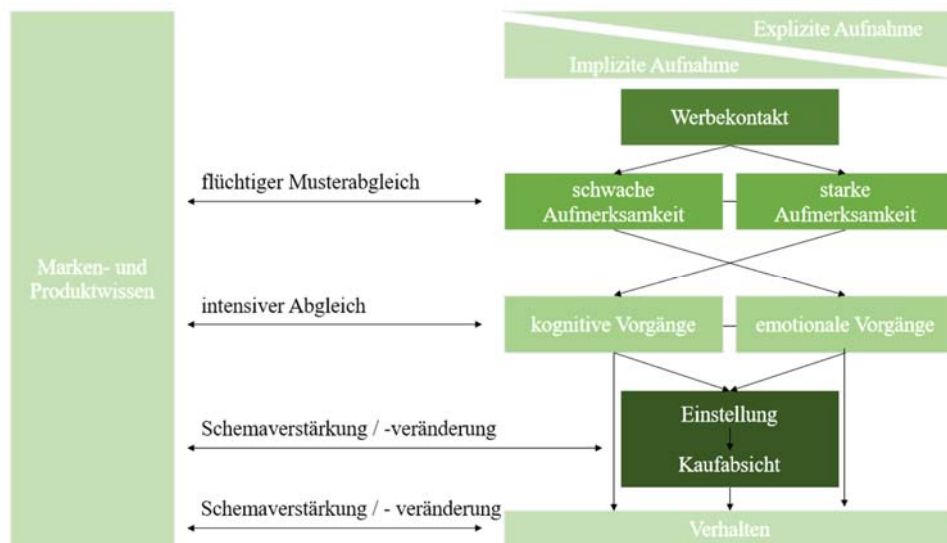 Explizite Aufnahme
Implizite Aufnahme
Werbekontakt
flüchtiger Musterabgleich
schwache
Aufmerksamkeit
starke
Aufmerksamkeit
Marken- und
Produktwissen
intensiver Abgleich
kognitive Vorgänge
emotionale Vorgänge
Einstellung
Schemaverstärkung / -veränderung
Kaufabsicht
Schemaverstärkung / - veränderung
Verhalten